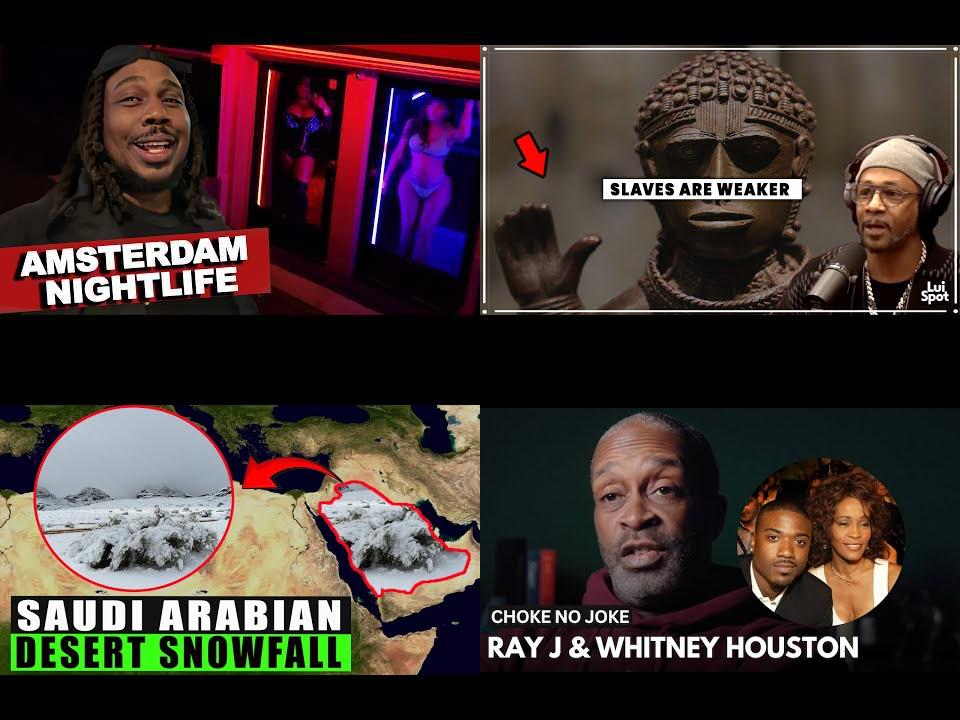 AMSTERDAM
NIGHTLIFE
SLAVES ARE WEAKER
Lui
Spot
SAUDI ARABIAN
DESERT SNOWFALL
CHOKE NO JOKE
RAY J & WHITNEY HOUSTON